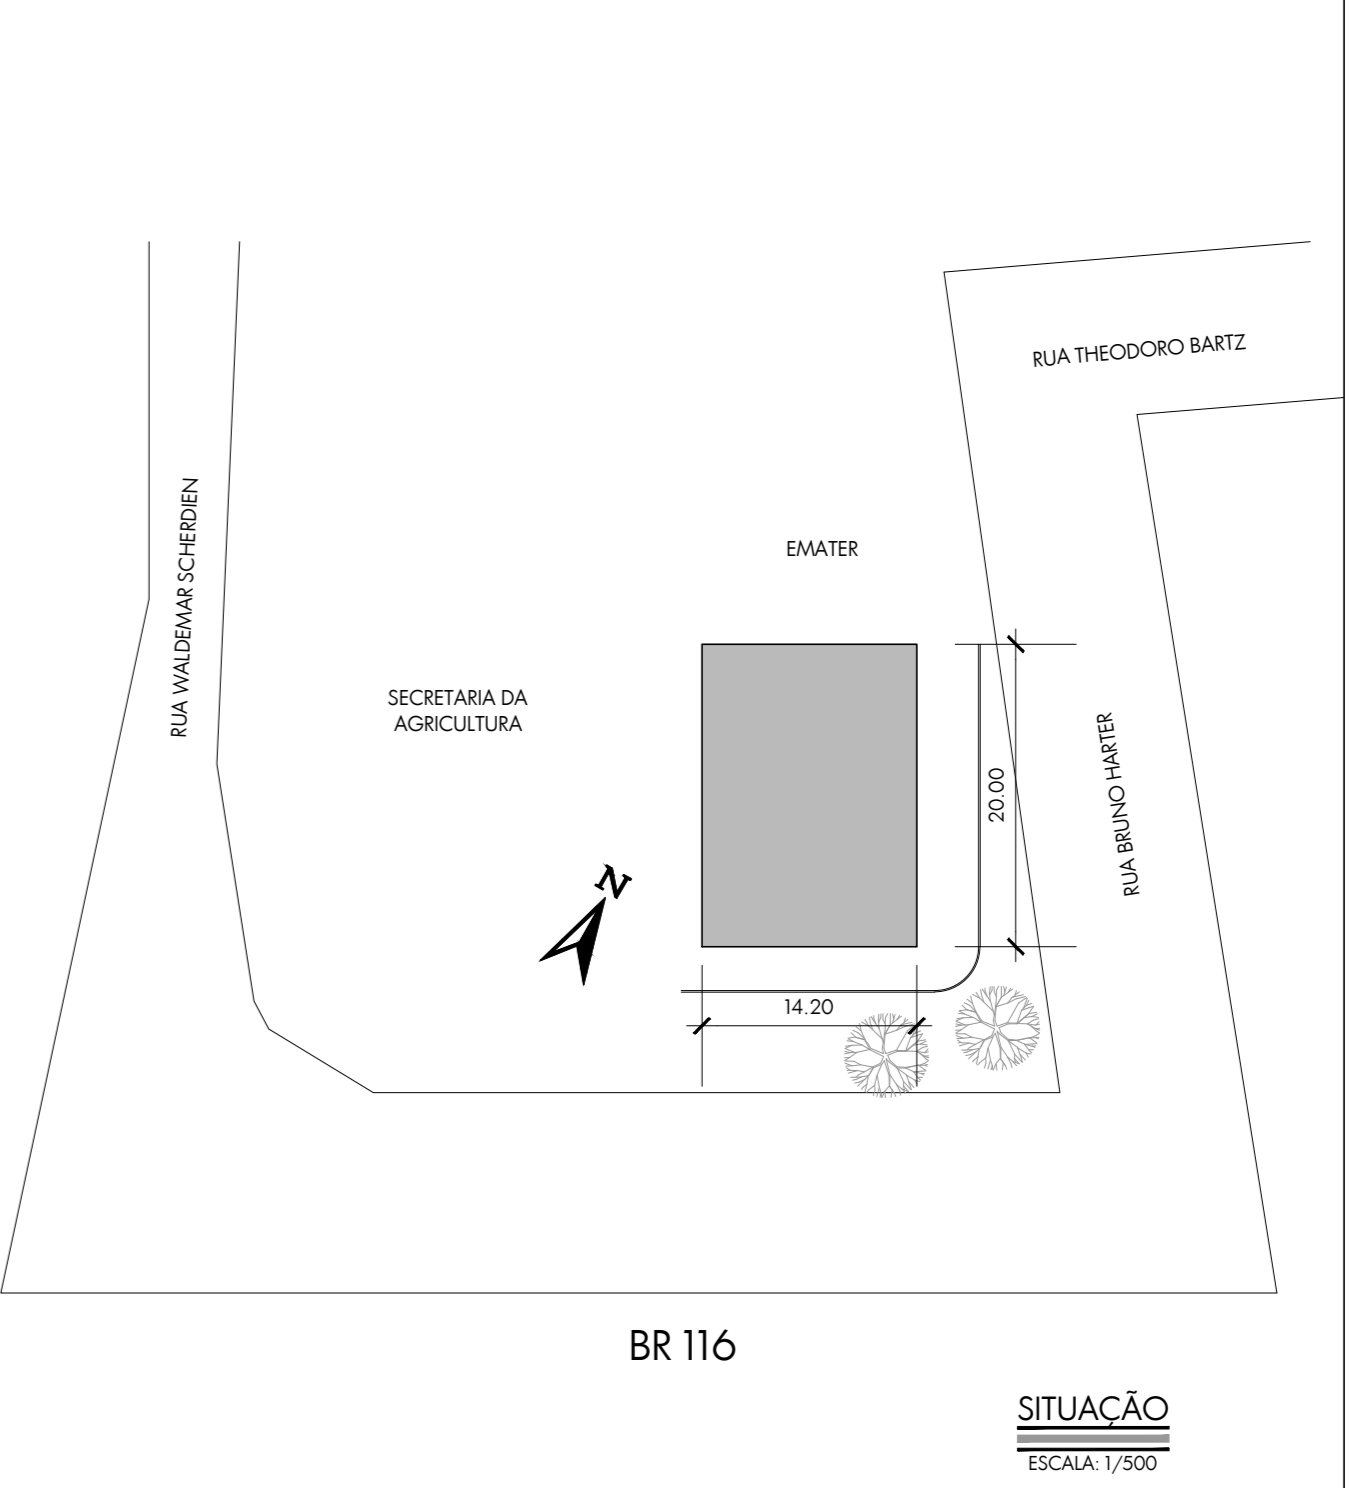 RUA THEODORO BARTZ
RUA WALDEMAR SCHERDIEN
EMATER
SECRETARIA DA
AGRICULTURA
20.00
RUA BRUNO HARTER
N
14.20
BR 116
SITUAÇÃO
ESCALA: 1/500